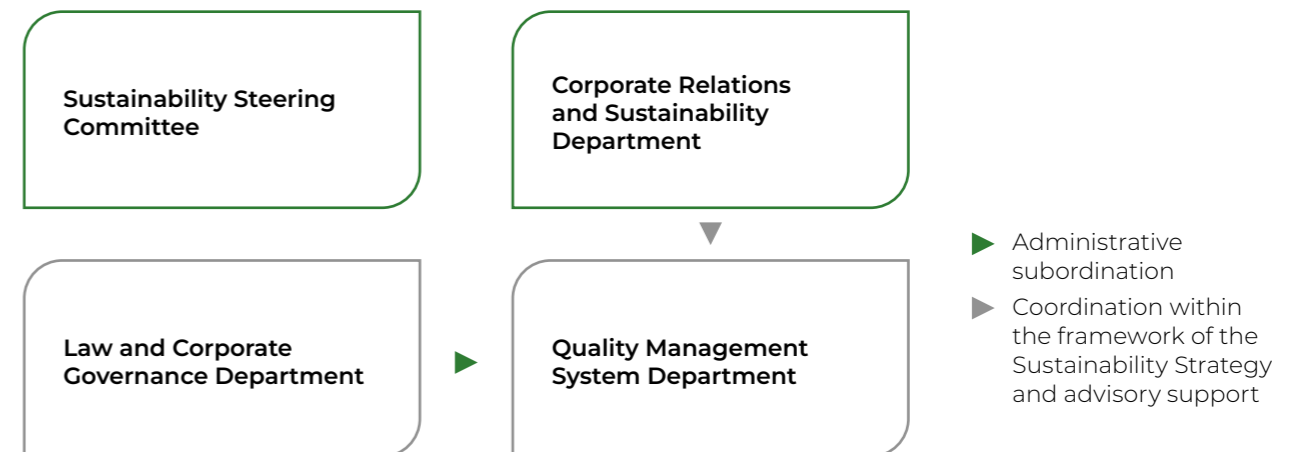 Sustainability Steering
Committee
Corporate Relations
and Sustainability
Department
Law and Corporate
Governance Department
Quality Management
System Department
Administrative
subordination
Coordination within
the framework of the
Sustainability Strategy
and advisory support